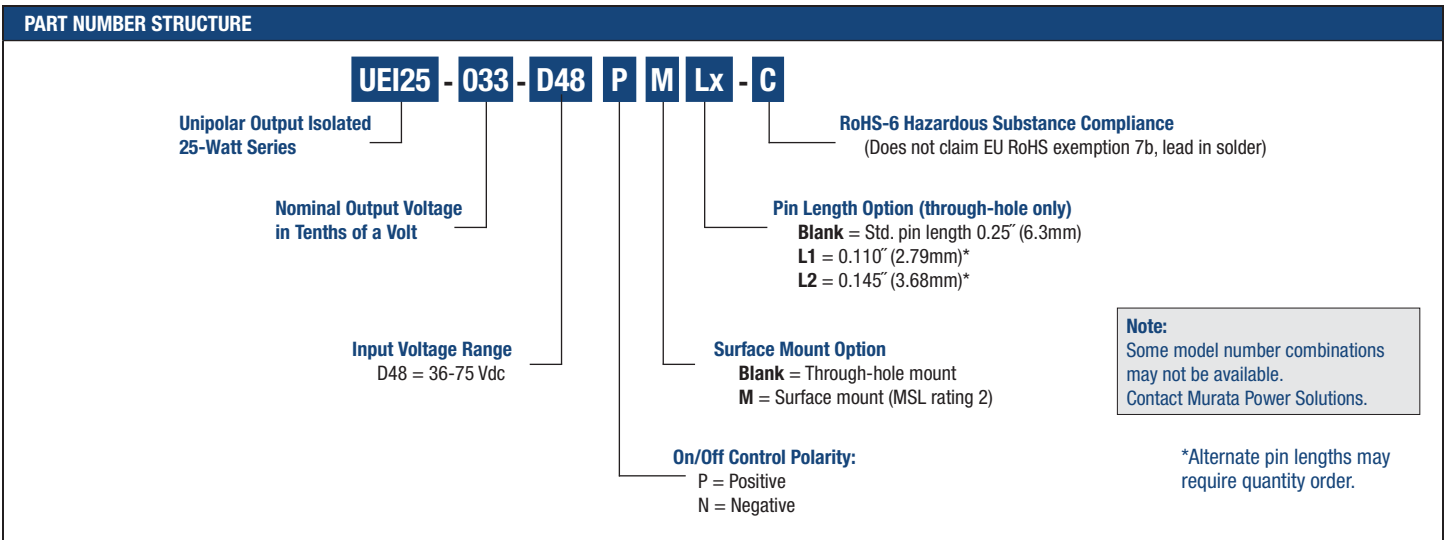 PART NUMBER STRUCTURE
UEI25 - 033 - D48 P M Lx - C
Unipolar Output Isolated
25-Watt Series
RoHS-6 Hazardous Substance Compliance
(Does not claim EU RoHS exemption 7b, lead in solder)
Nominal Output Voltage
in Tenths of a Volt
Pin Length Option (through-hole only)
Blank = Std. pin length 0.25˝ (6.3mm)
L1 = 0.110˝ (2.79mm)*
L2 = 0.145˝ (3.68mm)*
Input Voltage Range
D48 = 36-75 Vdc
Surface Mount Option
Blank = Through-hole mount
M = Surface mount (MSL rating 2)
Note:
Some model number combinations
may not be available.
Contact Murata Power Solutions.
On/Off Control Polarity:
P = Positive
N = Negative
*Alternate pin lengths may
require quantity order.